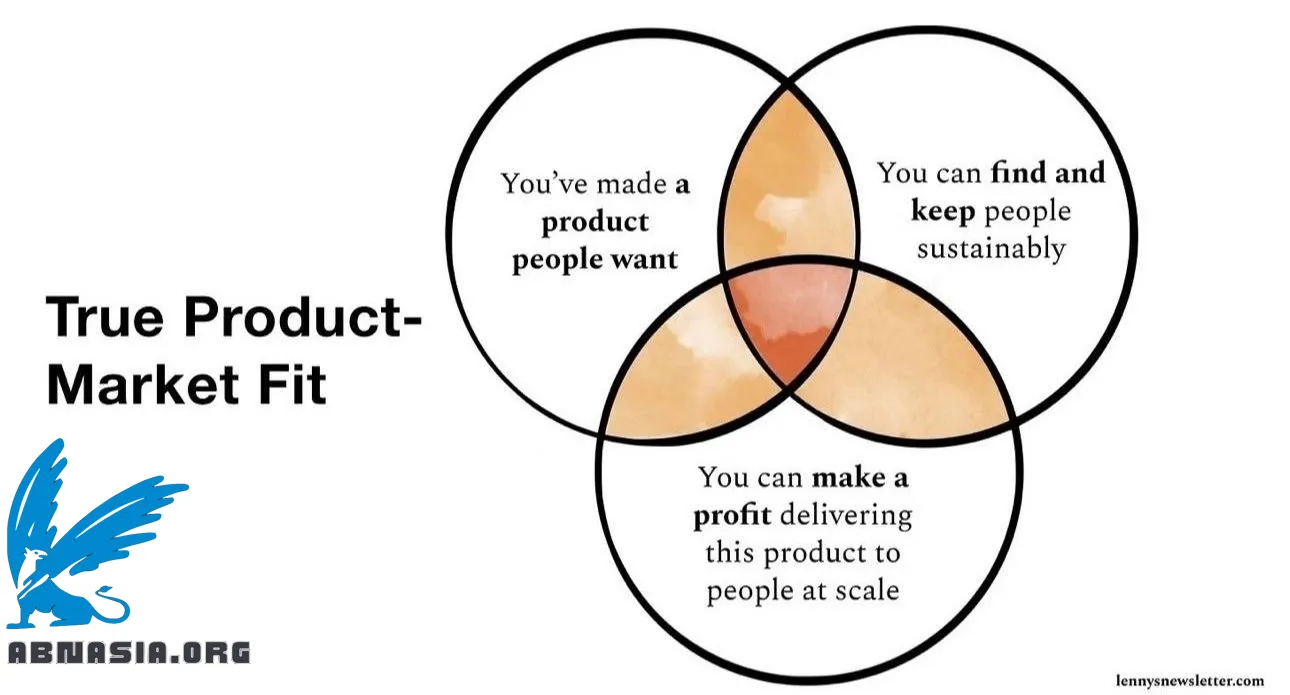 True Product-
Market Fit
You’ve made a
product
people want
You can find and
keep people
sustainably
You can make a
profit delivering
this product to
people at scale
ABNASIA.ORG
lennysnewsletter.com